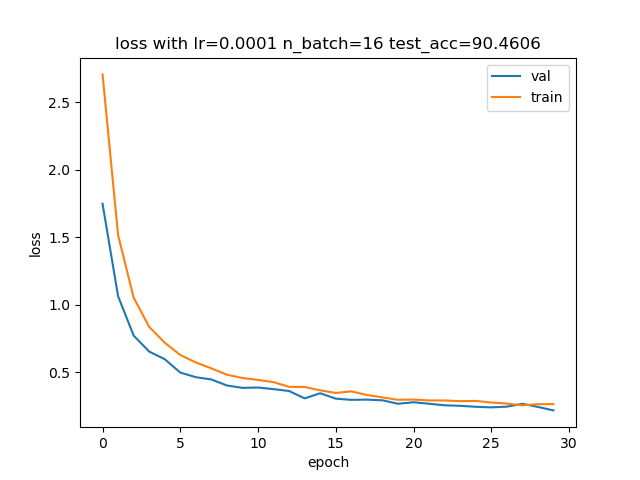 loss with lr=0.0001 n_batch=16 test_acc=90.4606
val
train
2.5
2.0
1.5
1.0
0.5
loss
0 5 10 15 20 25 30
epoch